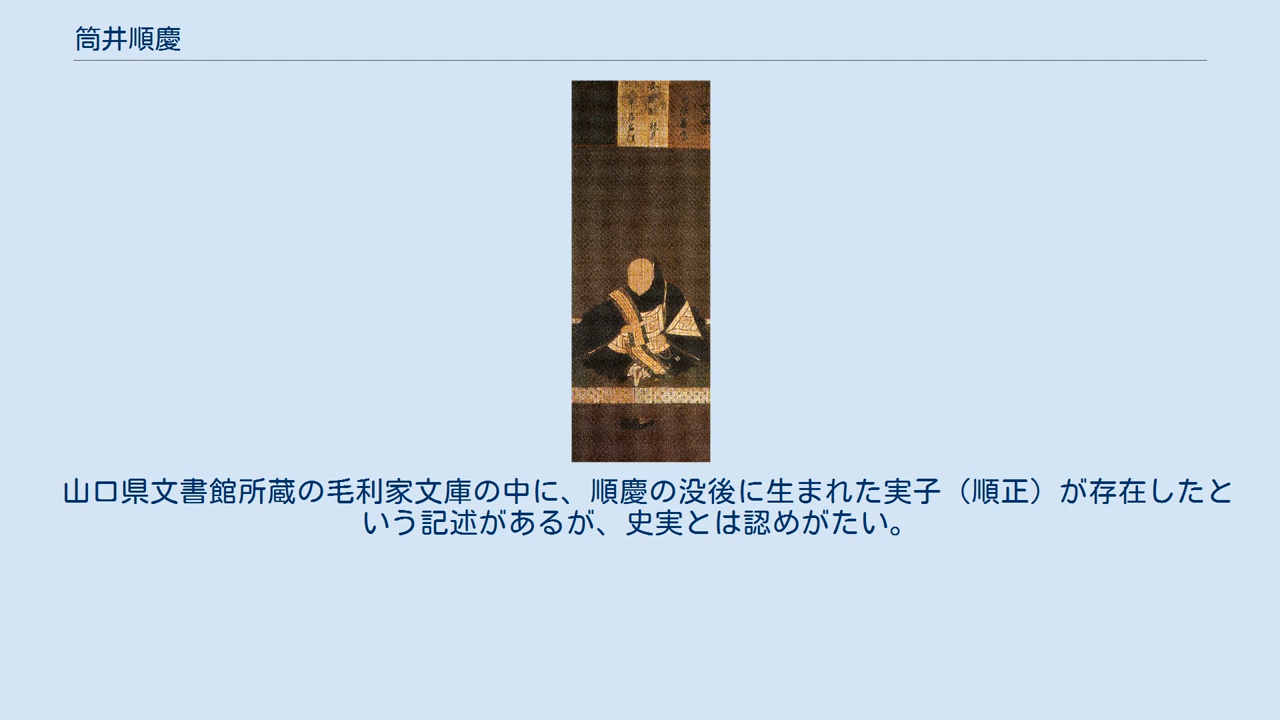 筒井順慶
山口県文書館所蔵の毛利家文庫の中に、順慶の没後に生まれた実子（順正）が存在したと
いう記述があるが、史実とは認めがたい。